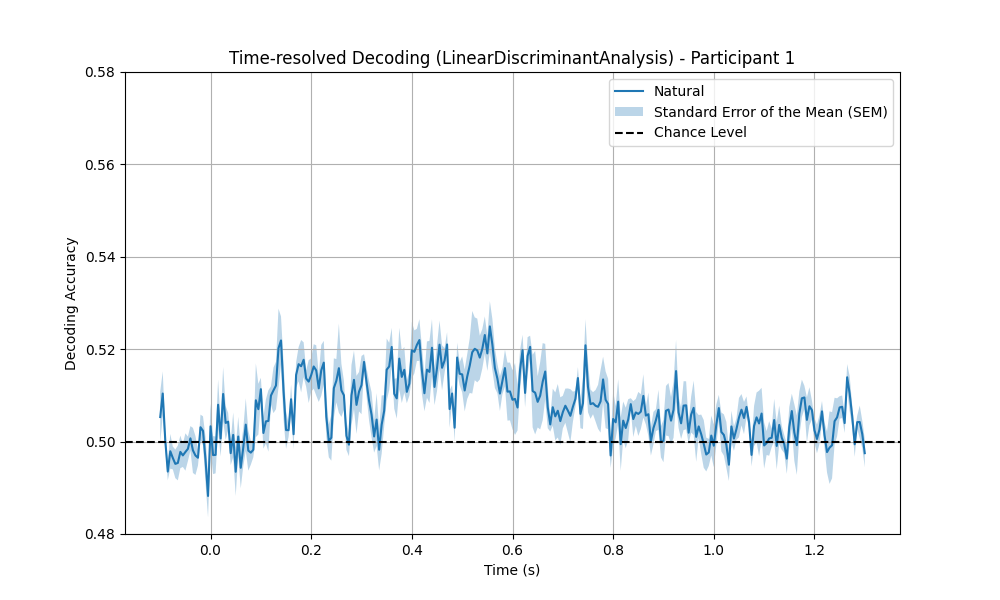 Time-resolved Decoding (LinearDiscriminantAnalysis) - Participant 1
Natural
Standard Error of the Mean (SEM)
Chance Level
Decoding Accuracy
0.58
0.56
0.54
0.52
0.50
0.48
0.0
0.2
0.4
0.6
0.8
1.0
1.2
Time (s)